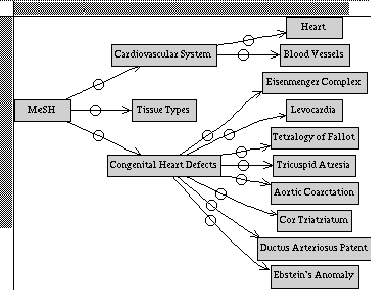 Heart
Cardiovascular System
Blood Vessels
Eisenmenger Complex
MeSH
Tissue Types
Levocardia
Tetralogy of Fallot
Congenital Heart Defects
Tricuspid Atresia
Aortic Coarctation
Cor Triatriatum
Ductus Arteriosus Patent
Ebstein's Anomaly